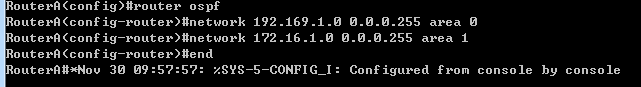 RouterA(config)#router ospf
RouterA(config-router)#network 192.169.1.0 0.0.0.255 area 0
RouterA(config-router)#network 172.16.1.0 0.0.0.255 area 1
RouterA(config-router)#end
RouterA#*Nov 30 09:57:57: %SYS-5-CONFIG_I: Configured from console by console